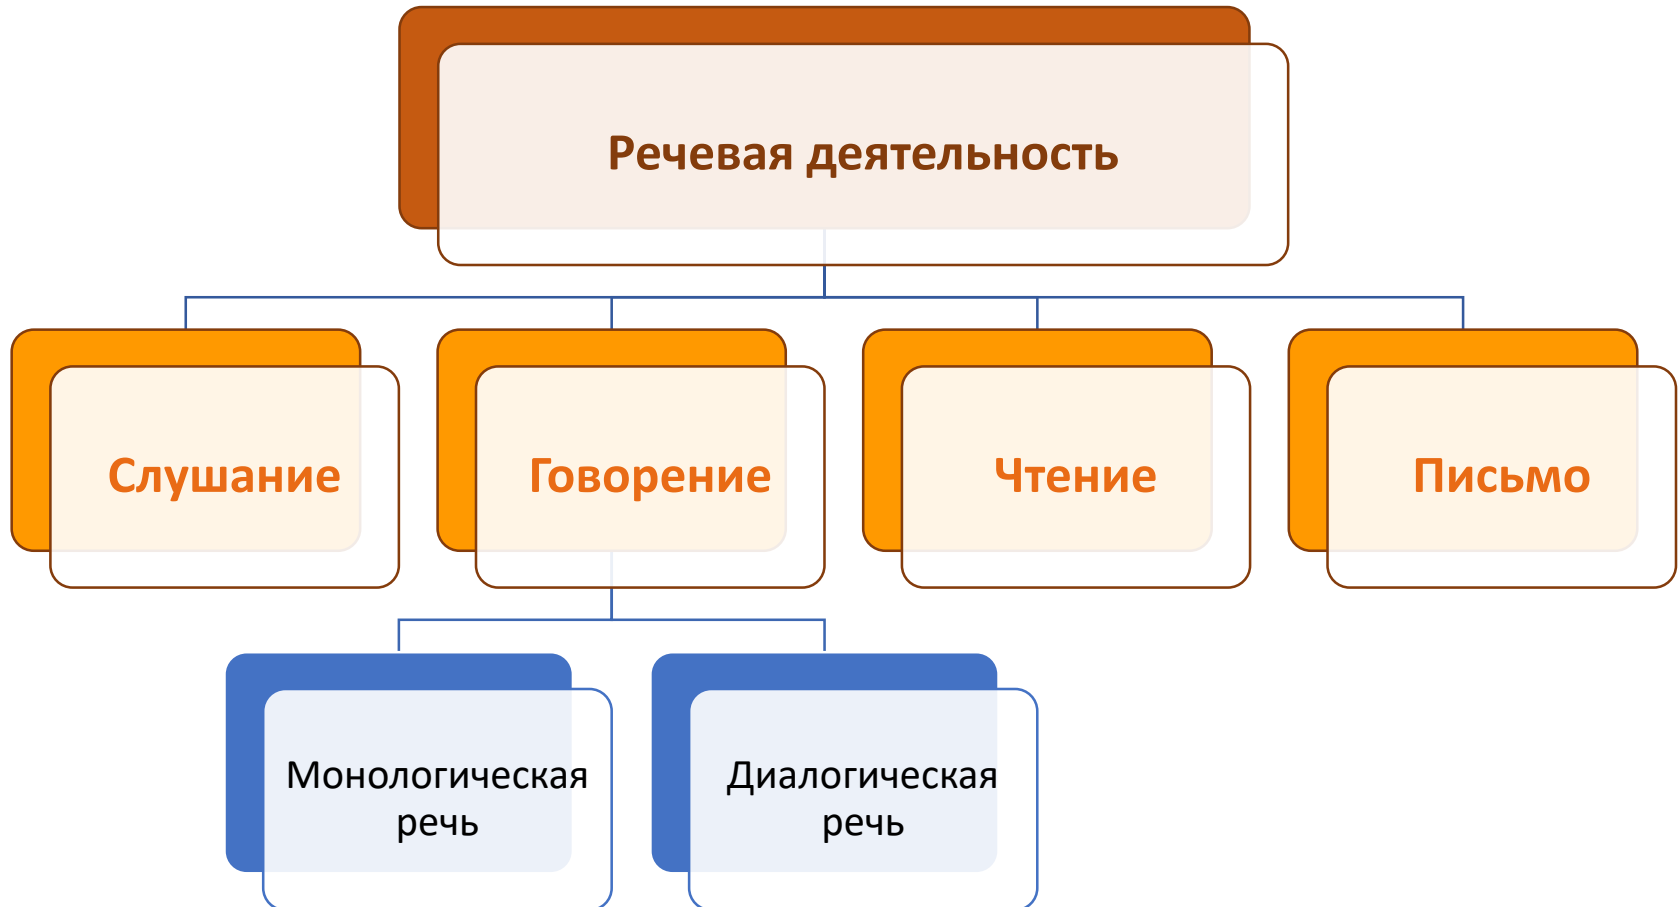 Речевая деятельность
Слушание
Говорение
Чтение
Письмо
Монологическая
речь
Диалогическая
речь